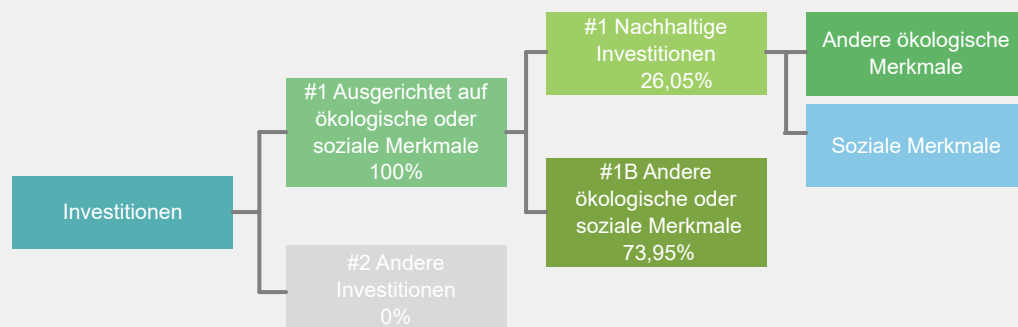 Investitionen
#1 Ausgerichtet auf
ökologische oder
soziale Merkmale
100%
#2 Andere
Investitionen
0%
#1 Nachhaltige
Investitionen
26,05%
#1B Andere
ökologische oder
soziale Merkmale
73,95%
Andere ökologische
Merkmale
Soziale Merkmale